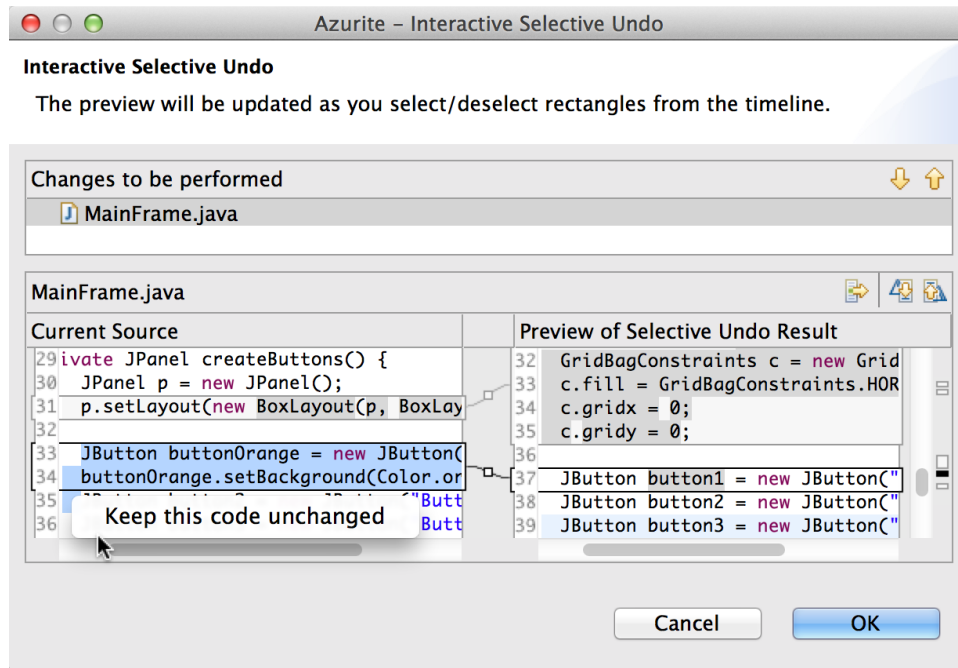 Azurite – Interactive Selective Undo
Interactive Selective Undo
The preview will be updated as you select/deselect rectangles from the timeline.
Changes to be performed
MainFrame.java
MainFrame.java
Current Source
29 ivate JPanel createButtons() {
30 JPanel p = new JPanel();
31 p.setLayout(new BoxLayout(p, BoxLay
32
33 JButton buttonOrange = new JButton(
34 buttonOrange.setBackground(Color.or
35 "Butt
36 "Butt
Keep this code unchanged
Preview of Selective Undo Result
32 GridBagConstraints c = new Grid
33 c.fill = GridBagConstraints.HOR
34 c.gridx = 0;
35 c.gridy = 0;
36
37 JButton button1 = new JButton("
38 JButton button2 = new JButton("
39 JButton button3 = new JButton("
Cancel
OK